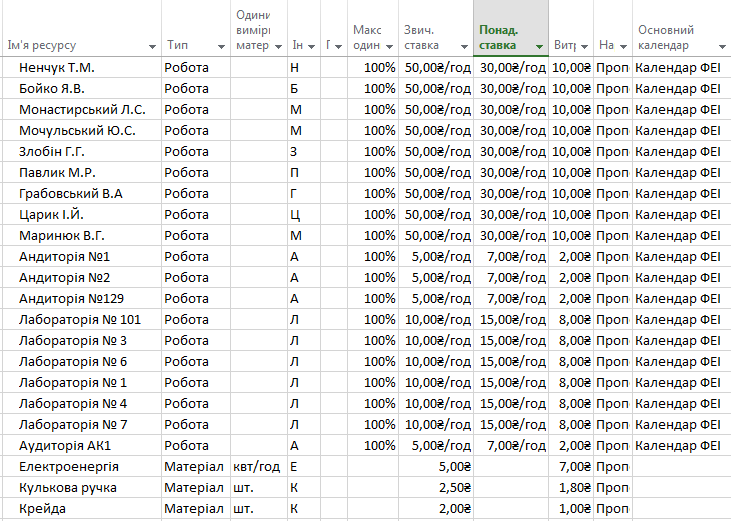 Ім'я ресурсу Тип Одини вимірі матер Ін Г Макс один Звич. ставка Понад. ставка Витр На Основний календар
Ненчук Т.М. Робота Н 100% 50,00₴/год 30,00₴/год 10,00₴ Проп Календар ФЕІ
Бойко Я.В. Робота Б 100% 50,00₴/год 30,00₴/год 10,00₴ Проп Календар ФЕІ
Монастирський Л.С. Робота М 100% 50,00₴/год 30,00₴/год 10,00₴ Проп Календар ФЕІ
Мочульський Ю.С. Робота М 100% 50,00₴/год 30,00₴/год 10,00₴ Проп Календар ФЕІ
Злобін Г.Г. Робота З 100% 50,00₴/год 30,00₴/год 10,00₴ Проп Календар ФЕІ
Павлик М.Р. Робота П 100% 50,00₴/год 30,00₴/год 10,00₴ Проп Календар ФЕІ
Грабовський В.А Робота Г 100% 50,00₴/год 30,00₴/год 10,00₴ Проп Календар ФЕІ
Царик І.Й. Робота Ц 100% 50,00₴/год 30,00₴/год 10,00₴ Проп Календар ФЕІ
Маринюк В.Г. Робота М 100% 50,00₴/год 30,00₴/год 10,00₴ Проп Календар ФЕІ
Андиторія №1 Робота А 100% 5,00₴/год 7,00₴/год 2,00₴ Проп Календар ФЕІ
Андиторія №2 Робота А 100% 5,00₴/год 7,00₴/год 2,00₴ Проп Календар ФЕІ
Андиторія №129 Робота А 100% 5,00₴/год 7,00₴/год 2,00₴ Проп Календар ФЕІ
Лабораторія № 101 Робота Л 100% 10,00₴/год 15,00₴/год 8,00₴ Проп Календар ФЕІ
Лабораторія № 3 Робота Л 100% 10,00₴/год 15,00₴/год 8,00₴ Проп Календар ФЕІ
Лабораторія № 6 Робота Л 100% 10,00₴/год 15,00₴/год 8,00₴ Проп Календар ФЕІ
Лабораторія № 1 Робота Л 100% 10,00₴/год 15,00₴/год 8,00₴ Проп Календар ФЕІ
Лабораторія № 4 Робота Л 100% 10,00₴/год 15,00₴/год 8,00₴ Проп Календар ФЕІ
Лабораторія № 7 Робота Л 100% 10,00₴/год 15,00₴/год 8,00₴ Проп Календар ФЕІ
Аудиторія АК1 Робота А 100% 5,00₴/год 7,00₴/год 2,00₴ Проп Календар ФЕІ
Електроенергія Матеріал квт/год Е 5,00₴ 7,00₴ Проп
Кулькова ручка Матеріал шт. К 2,50₴ 1,80₴ Проп
Крейда Матеріал шт. К 2,00₴ 1,00₴ Проп